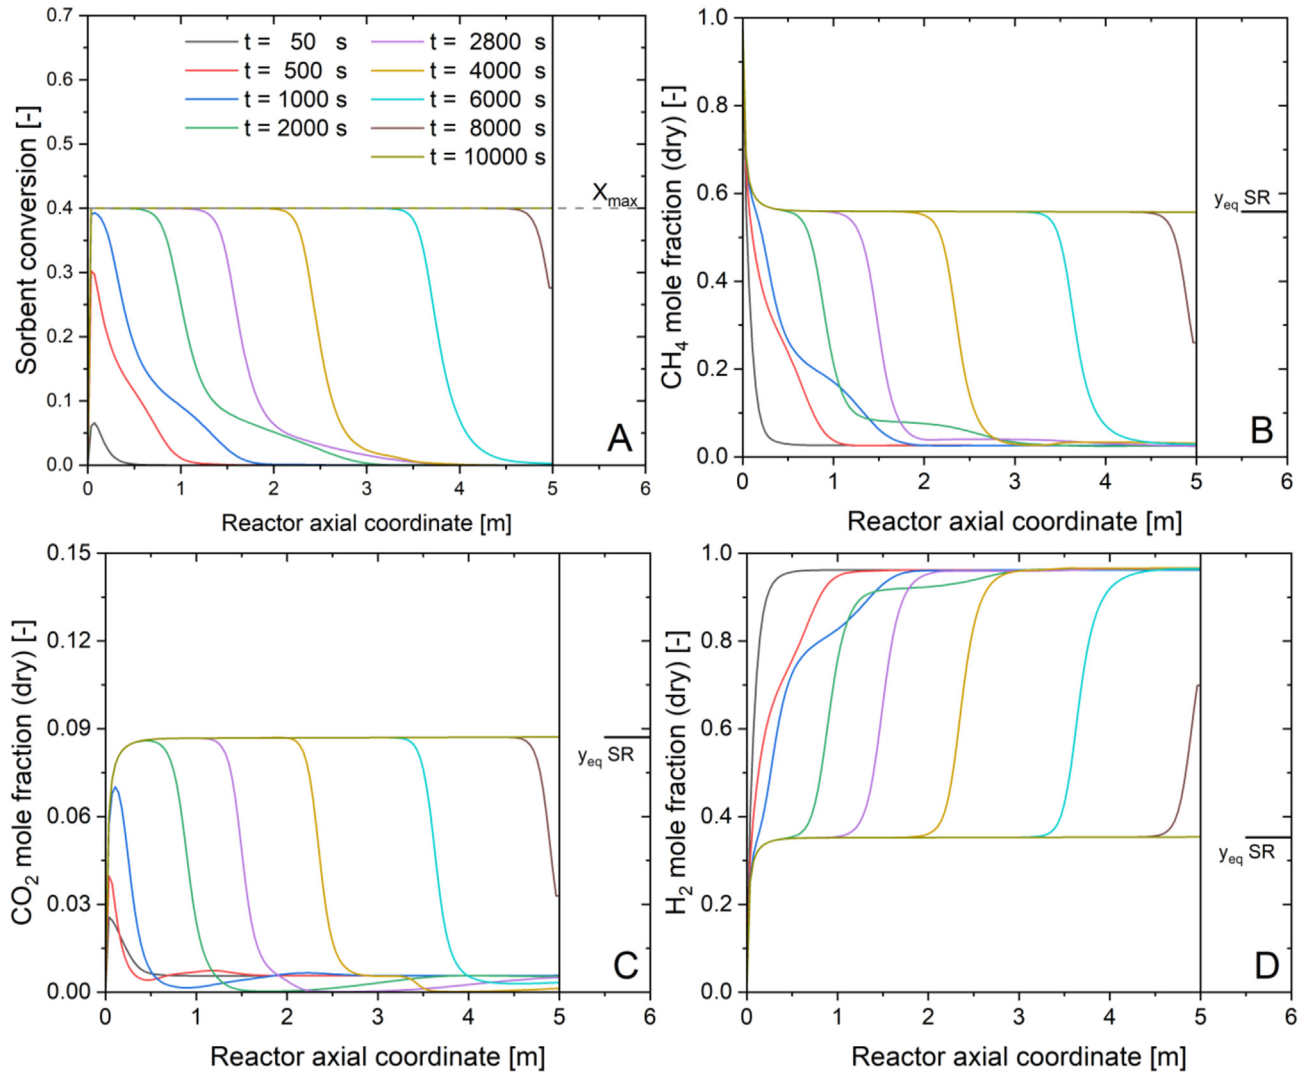 0.7
0.6
0.5
0.4
0.3
0.2
0.1
0.0
Sorbent conversion [-]
t = 50 s
t = 500 s
t = 1000 s
t = 2000 s
t = 2800 s
t = 4000 s
t = 6000 s
t = 8000 s
t = 10000 s
Xmax
A
0 1 2 3 4 5 6
Reactor axial coordinate [m]
1.0
0.8
0.6
0.4
0.2
0.0
CH4 mole fraction (dry) [-]
yeq SR
B
0 1 2 3 4 5 6
Reactor axial coordinate [m]
0.15
0.12
0.09
0.06
0.03
0.00
CO2 mole fraction (dry) [-]
yeq SR
C
0 1 2 3 4 5 6
Reactor axial coordinate [m]
1.0
0.8
0.6
0.4
0.2
0.0
H2 mole fraction (dry) [-]
yeq SR
D
0 1 2 3 4 5 6
Reactor axial coordinate [m]